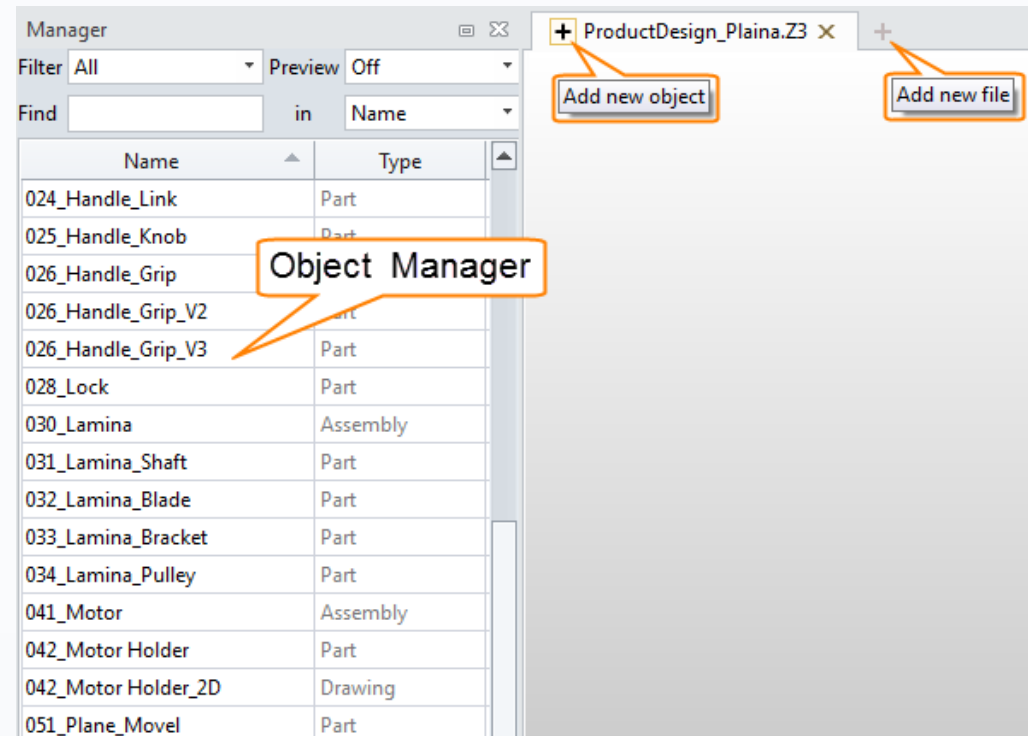 Manager
ProductDesign_Plaina.Z3
Filter All Preview Off
Add new object
Add new file
Find in Name
Name Type
024_Handle_Link Part
025_Handle_Knob Part
Object Manager
026_Handle_Grip
026_Handle_Grip_V2 Part
026_Handle_Grip_V3 Part
028_Lock Part
030_Lamina Assembly
031_Lamina_Shaft Part
032_Lamina_Blade Part
033_Lamina_Bracket Part
034_Lamina_Pulley Part
041_Motor Assembly
042_Motor Holder Part
042_Motor Holder_2D Drawing
051_Plane_Movel Part